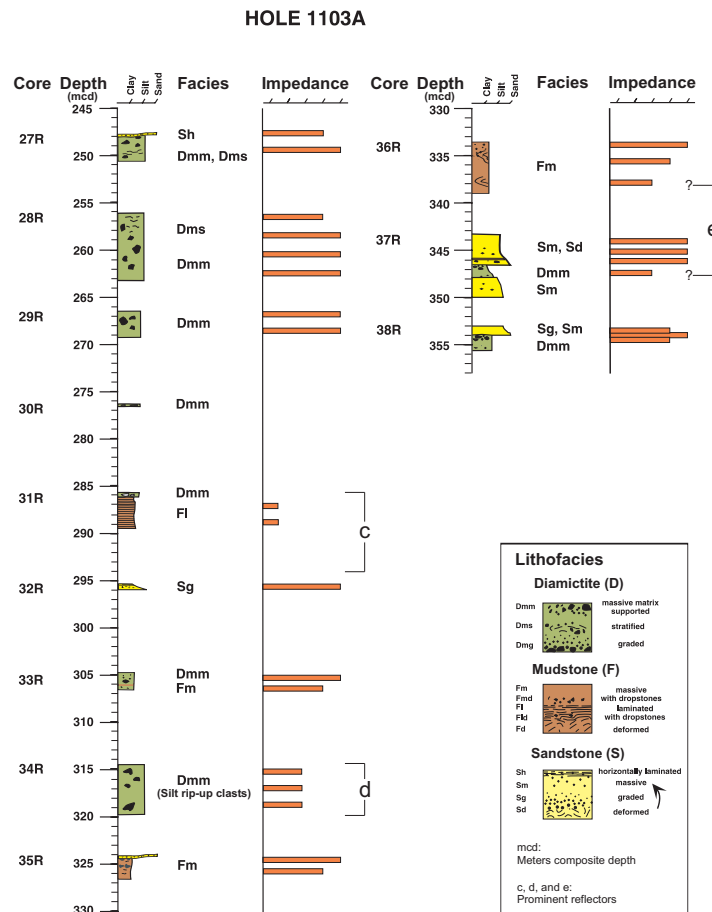 HOLE 1103A
Core Depth Facies Impedance
(mcd)
Clay
Silt
Sand
245
27R
Sh
250
Dmm, Dms
255
28R
Dms
260
Dmm
265
29R
Dmm
270
275
30R
Dmm
280
285
31R
Dmm
Fl
c
290
295
32R
Sg
300
305
33R
Dmm
Fm
310
315
34R
Dmm
(Silt rip-up clasts)
d
320
325
35R
Fm
330
Core Depth Facies Impedance
(mcd)
Clay
Silt
Sand
330
36R
335
Fm
?
340
37R
345
Sm, Sd
e
Dmm
?
Sm
350
38R
Sg, Sm
355
Dmm
Lithofacies
Diamictite (D)
Dmm massive matrix supported
Dms stratified
Dmg graded
Mudstone (F)
Fm massive
Fmd with dropstones
Fl laminated
Fld with dropstones
Fd deformed
Sandstone (S)
Sh horizontally laminated
Sm massive
Sg graded
Sd deformed
mcd:
Meters composite depth
c, d, and e:
Prominent reflectors